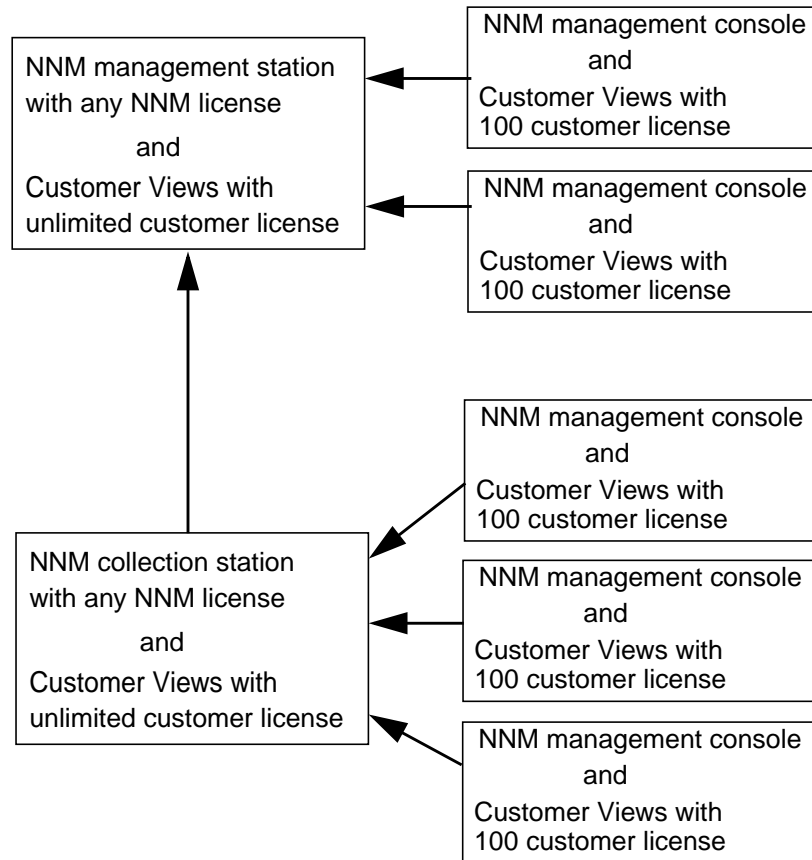 NNM management station
with any NNM license
and
Customer Views with
unlimited customer license
NNM management console
and
Customer Views with
100 customer license
NNM management console
and
Customer Views with
100 customer license
NNM collection station
with any NNM license
and
Customer Views with
unlimited customer license
NNM management console
and
Customer Views with
100 customer license
NNM management console
and
Customer Views with
100 customer license
NNM management console
and
Customer Views with
100 customer license